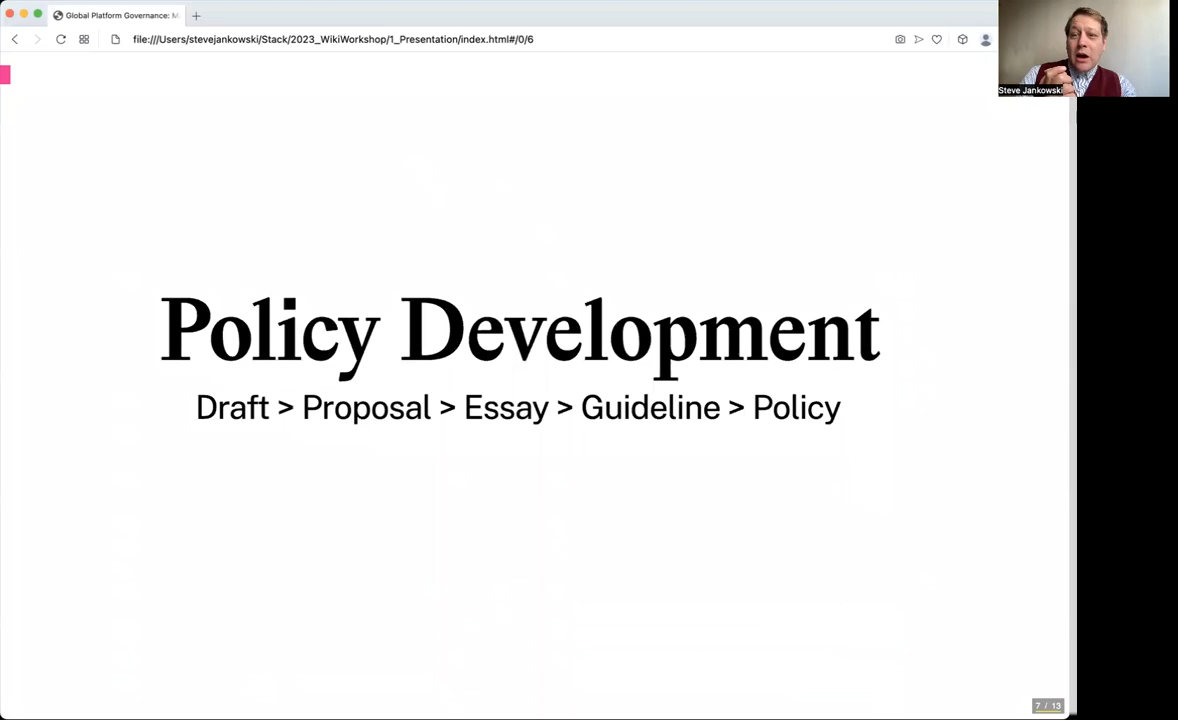 Global Platform Governance: M
file:///Users/stevejankowski/Stack/2023_WikiWorkshop/1_Presentation/index.html#/0/6
Steve Jankowski
Policy Development
Draft > Proposal > Essay > Guideline > Policy
7 / 13